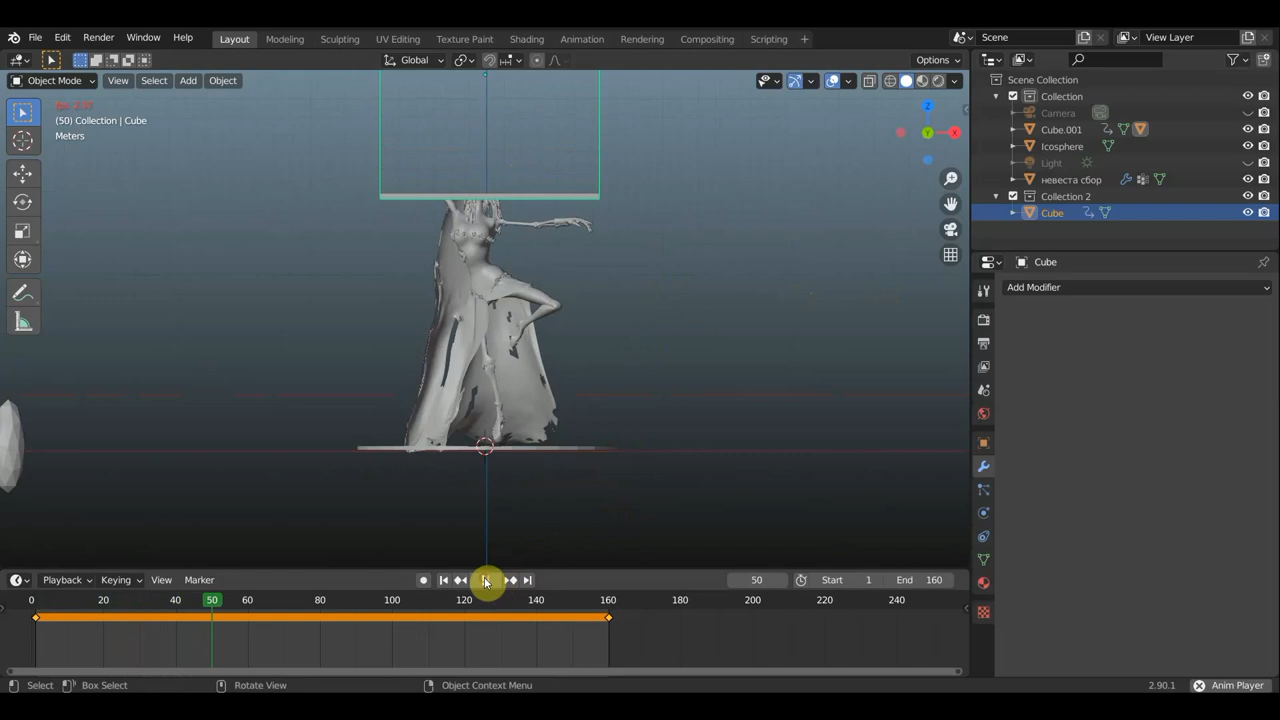 File Edit Render Window Help Layout Modeling Sculpting UV Editing Texture Paint Shading Animation Rendering Compositing Scripting + Scene View Layer
Global Options
Object Mode View Select Add Object
(50) Collection | Cube
Meters
Z
X
Y
Scene Collection
Collection
Camera
Cube.001
Icosphere
Light
невеста сбор
Collection 2
Cube
Cube
Add Modifier
Playback Keying View Marker 50 Start 1 End 160
0 20 40 50 60 80 100 120 140 160 180 200 220 240
Select Box Select Rotate View Object Context Menu 2.90.1 Anim Player